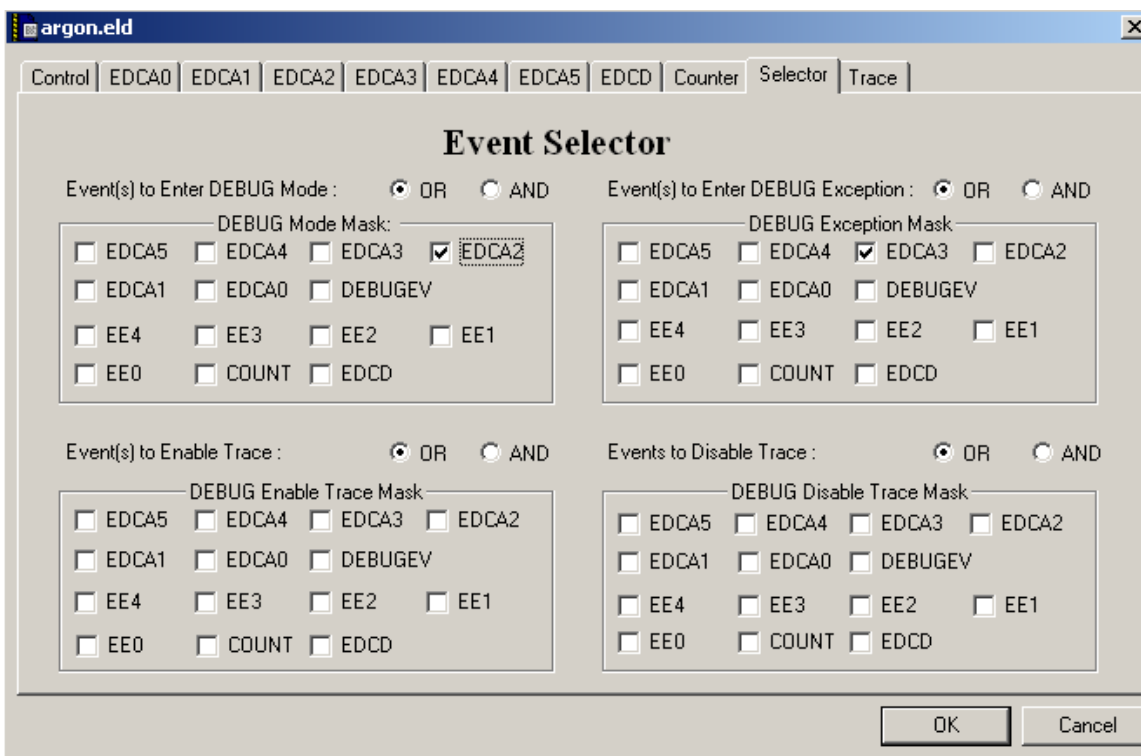 argon.eld
Control EDCA0 EDCA1 EDCA2 EDCA3 EDCA4 EDCA5 EDCD Counter Selector Trace
Event Selector
Event(s) to Enter DEBUG Mode : OR AND
DEBUG Mode Mask:
EDCA5 EDCA4 EDCA3 EDCA2
EDCA1 EDCA0 DEBUGEV
EE4 EE3 EE2 EE1
EE0 COUNT EDCD
Event(s) to Enter DEBUG Exception : OR AND
DEBUG Exception Mask
EDCA5 EDCA4 EDCA3 EDCA2
EDCA1 EDCA0 DEBUGEV
EE4 EE3 EE2 EE1
EE0 COUNT EDCD
Event(s) to Enable Trace : OR AND
DEBUG Enable Trace Mask
EDCA5 EDCA4 EDCA3 EDCA2
EDCA1 EDCA0 DEBUGEV
EE4 EE3 EE2 EE1
EE0 COUNT EDCD
Events to Disable Trace : OR AND
DEBUG Disable Trace Mask
EDCA5 EDCA4 EDCA3 EDCA2
EDCA1 EDCA0 DEBUGEV
EE4 EE3 EE2 EE1
EE0 COUNT EDCD
OK Cancel